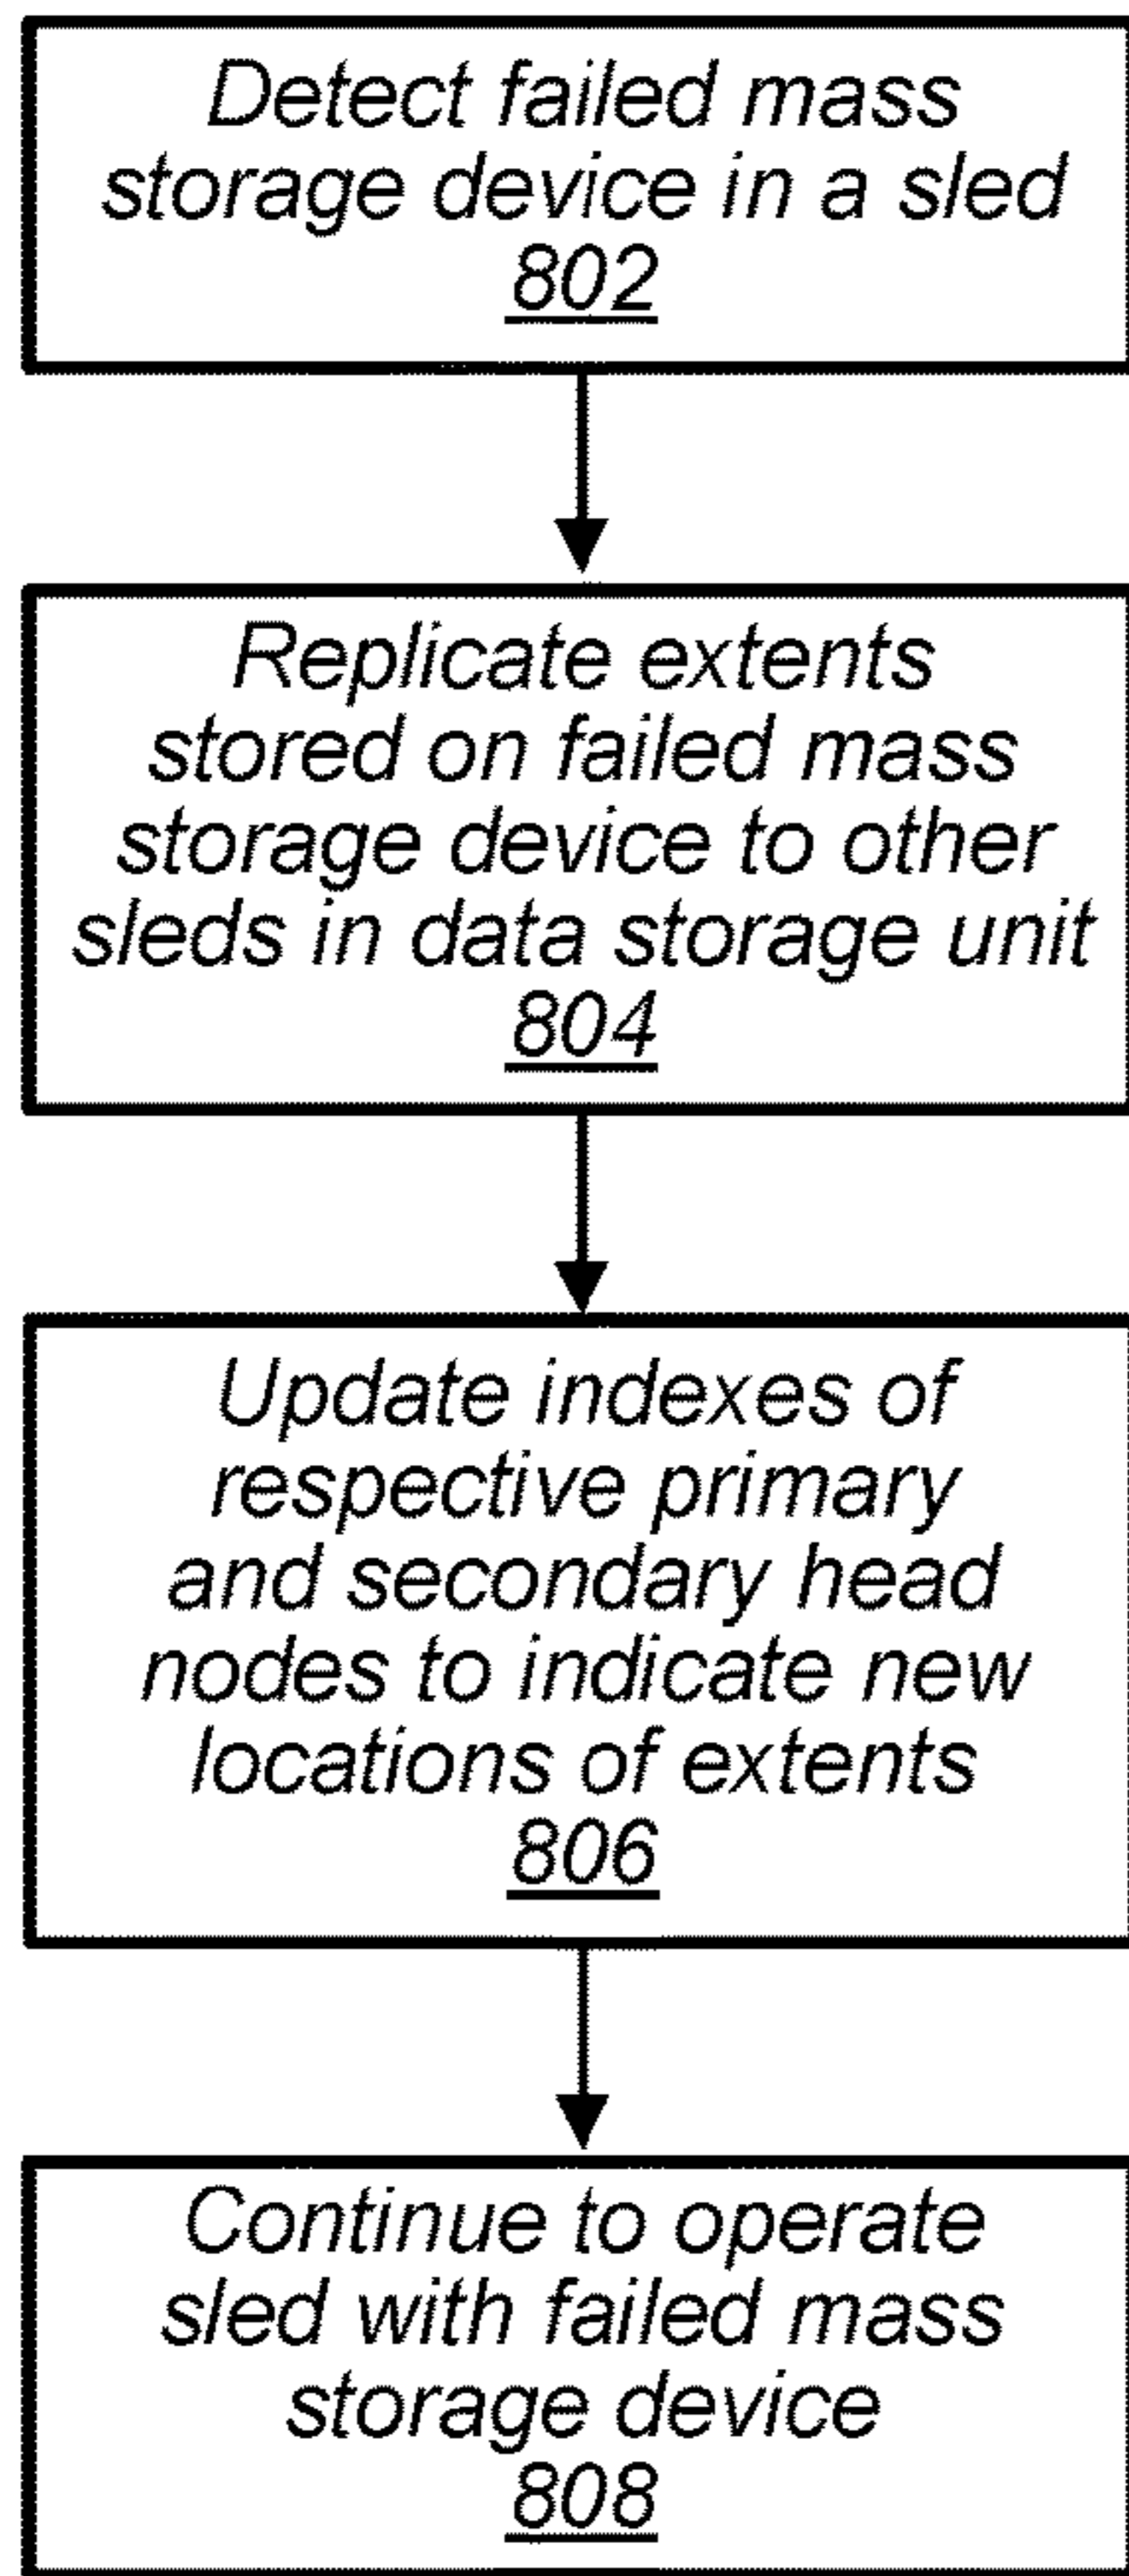 Detect failed mass
storage device in a sled
802
Replicate extents
stored on failed mass
storage device to other
sleds in data storage unit
804
Update indexes of
respective primary
and secondary head
nodes to indicate new
locations of extents
806
Continue to operate
sled with failed mass
storage device
808